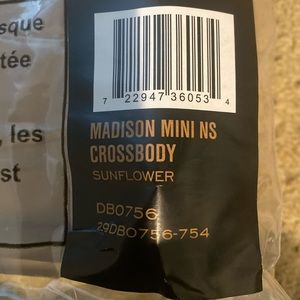 sque
tée
, les
st
7 22947 36053 4
MADISON MINI NS
CROSSBODY
SUNFLOWER
DB0756
29DB0756-754